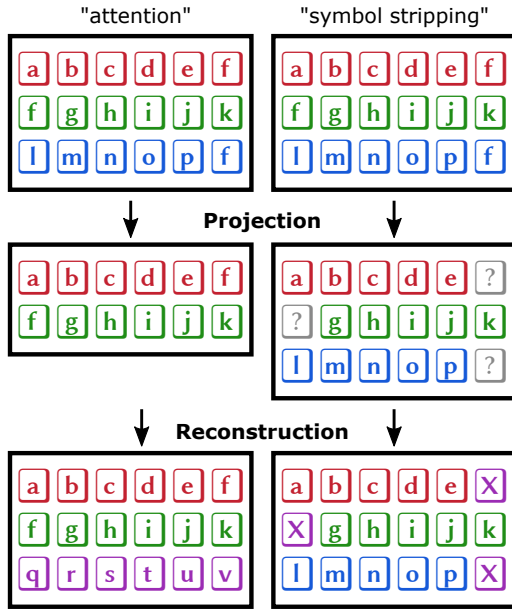 "attention"
a b c d e f
f g h i j k
l m n o p f
"symbol stripping"
a b c d e f
f g h i j k
l m n o p f
Projection
a b c d e f
f g h i j k
a b c d e ?
? g h i j k
l m n o p ?
Reconstruction
a b c d e f
f g h i j k
q r s t u v
a b c d e X
X g h i j k
l m n o p X